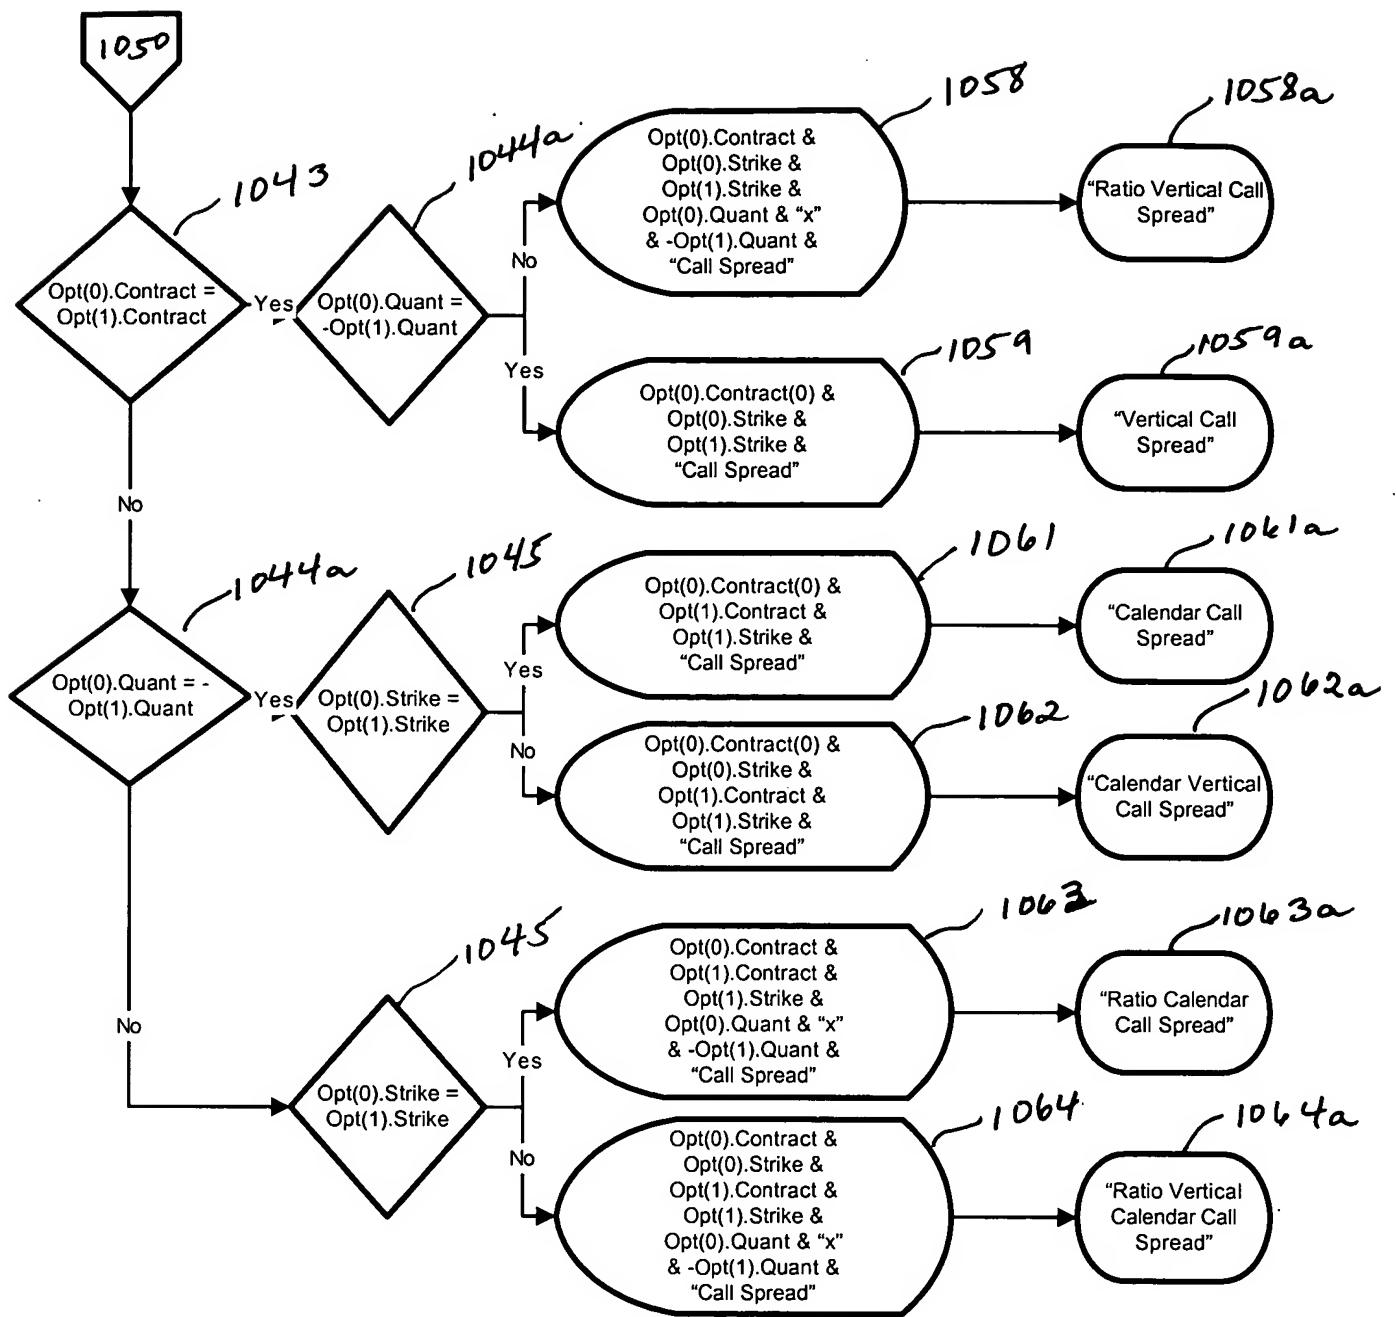 1050
1043
Opt(0).Contract =
Opt(1).Contract
Yes
1044a
Opt(0).Quant =
-Opt(1).Quant
No
Yes
1058
Opt(0).Contract &
Opt(0).Strike &
Opt(1).Strike &
Opt(0).Quant & “x”
& -Opt(1).Quant &
“Call Spread”
1058a
“Ratio Vertical Call
Spread”
1059
Opt(0).Contract(0) &
Opt(0).Strike &
Opt(1).Strike &
“Call Spread”
1059a
“Vertical Call
Spread”
No
1044a
Opt(0).Quant = -
Opt(1).Quant
Yes
1045
Opt(0).Strike =
Opt(1).Strike
Yes
No
1061
Opt(0).Contract(0) &
Opt(1).Contract &
Opt(1).Strike &
“Call Spread”
1061a
“Calendar Call
Spread”
1062
Opt(0).Contract(0) &
Opt(0).Strike &
Opt(1).Contract &
Opt(1).Strike &
“Call Spread”
1062a
“Calendar Vertical
Call Spread”
No
1045
Opt(0).Strike =
Opt(1).Strike
Yes
No
1063
Opt(0).Contract &
Opt(1).Contract &
Opt(1).Strike &
Opt(0).Quant & “x”
& -Opt(1).Quant &
“Call Spread”
1063a
“Ratio Calendar
Call Spread”
1064
Opt(0).Contract &
Opt(0).Strike &
Opt(1).Contract &
Opt(1).Strike &
Opt(0).Quant & “x”
& -Opt(1).Quant &
“Call Spread”
1064a
“Ratio Vertical
Calendar Call
Spread”